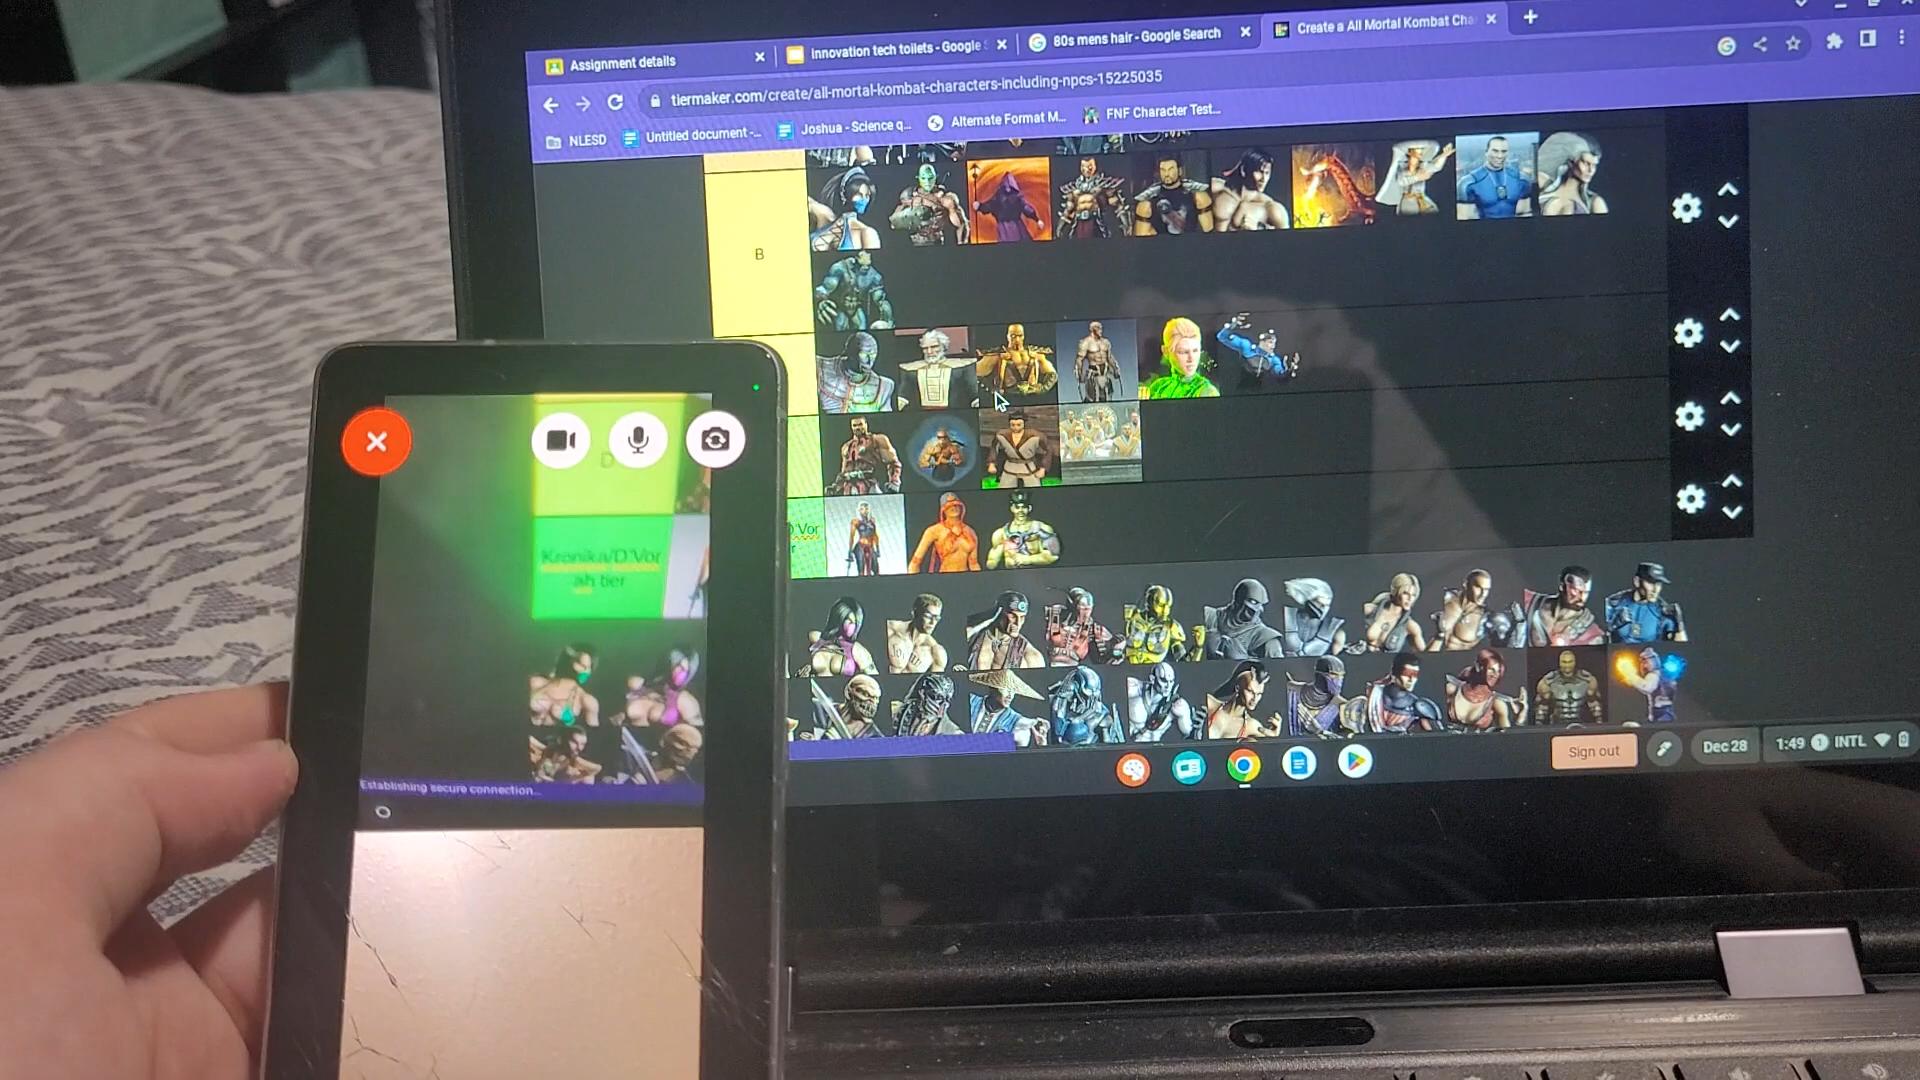 Assignment details
Innovation tech toilets - Google S
80s mens hair - Google Search
Create a All Mortal Kombat Cha
tiermaker.com/create/all-mortal-kombat-characters-including-npcs-15225035
NLESD
Untitled document -...
Joshua - Science q...
Alternate Format M...
FNF Character Test...
B
D
D'Vor
r
Kronika/D'Vor
ah tier
Establishing secure connection...
Sign out
Dec 28
1:49
INTL